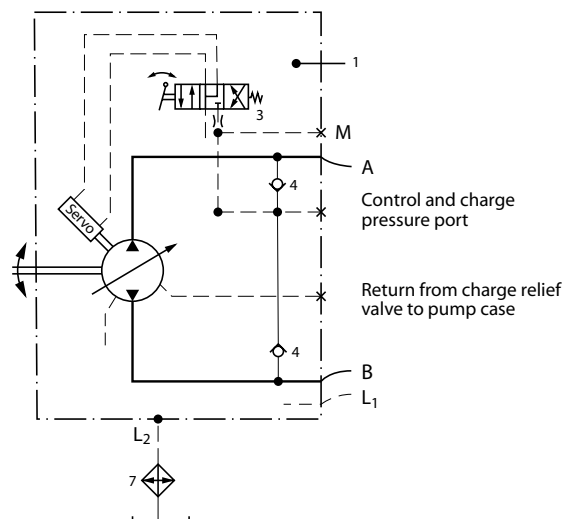 1
3
M
A
4
Control and charge
pressure port
Servo
Return from charge relief
valve to pump case
4
B
L1
L2
7